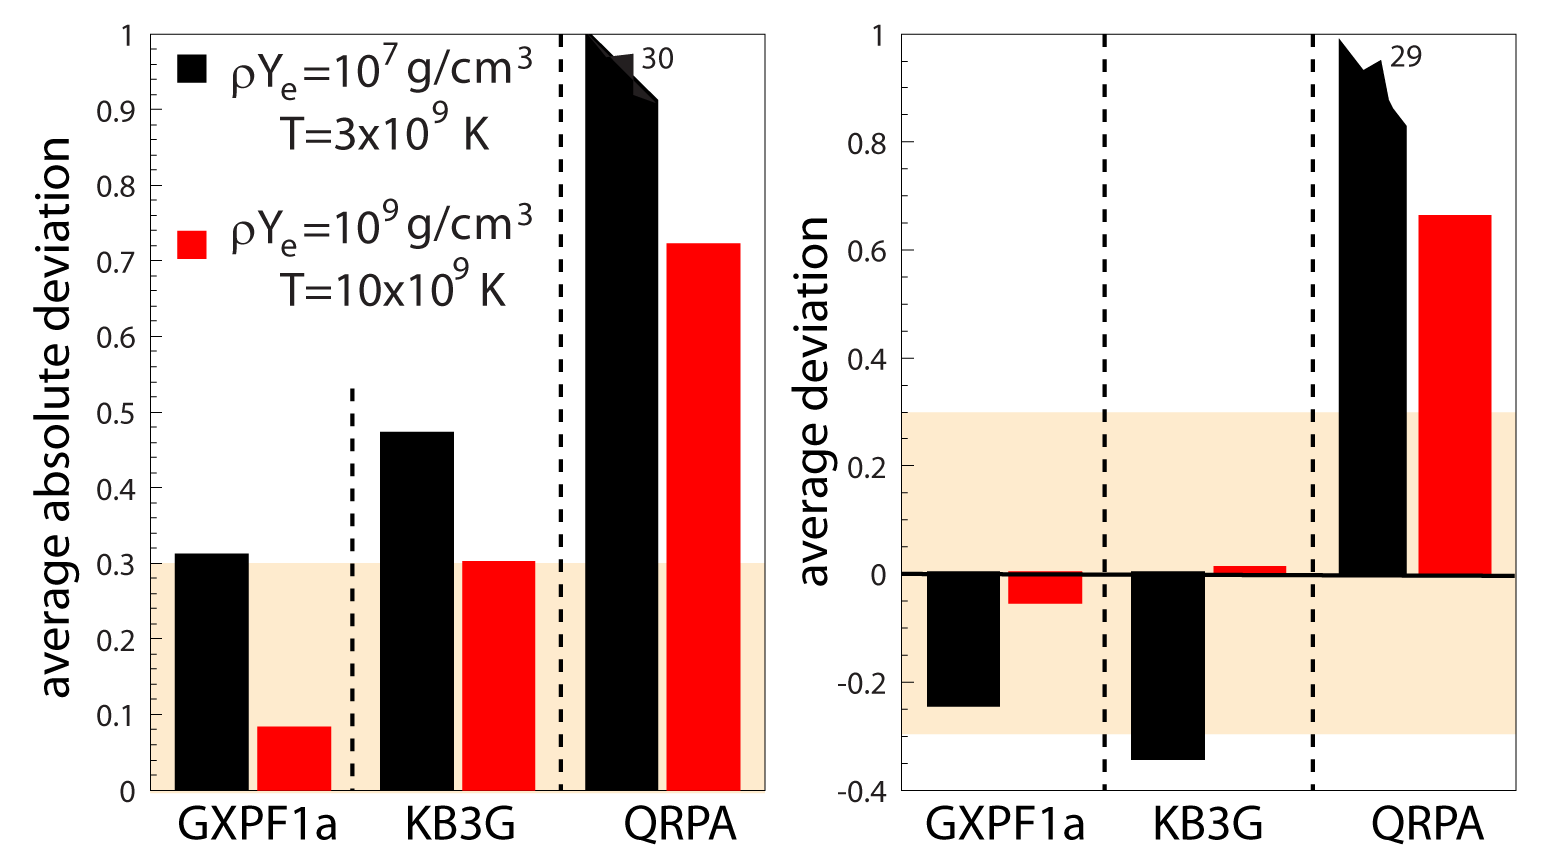 average absolute deviation
1
0.9
0.8
0.7
0.6
0.5
0.4
0.3
0.2
0.1
0
ρYₑ=10⁷ g/cm³
T=3x10⁹ K
ρYₑ=10⁹ g/cm³
T=10x10⁹ K
30
GXPF1a KB3G QRPA
average deviation
1
0.8
0.6
0.4
0.2
0
-0.2
-0.4
29
GXPF1a KB3G QRPA